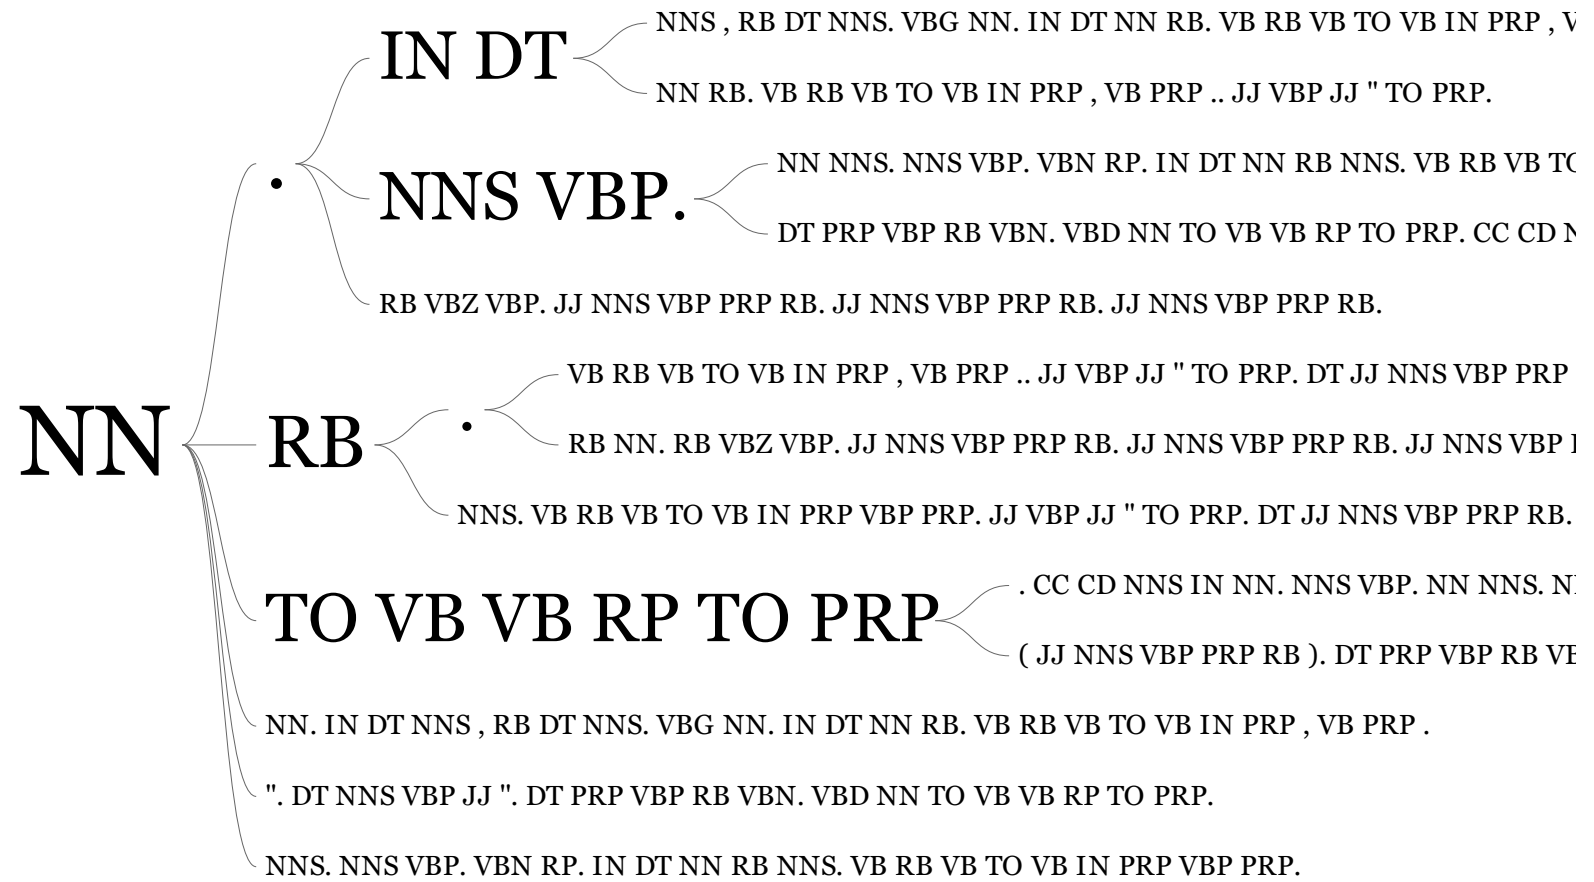 NNS , RB DT NNS. VBG NN. IN DT NN RB. VB RB VB TO VB IN PRP , V
IN DT
NN RB. VB RB VB TO VB IN PRP , VB PRP .. JJ VBP JJ " TO PRP.
NN NNS. NNS VBP. VBN RP. IN DT NN RB NNS. VB RB VB TO
.
NNS VBP.
DT PRP VBP RB VBN. VBD NN TO VB VB RP TO PRP. CC CD N
RB VBZ VBP. JJ NNS VBP PRP RB. JJ NNS VBP PRP RB. JJ NNS VBP PRP RB.
VB RB VB TO VB IN PRP , VB PRP .. JJ VBP JJ " TO PRP. DT JJ NNS VBP PRP
.
NN
RB
RB NN. RB VBZ VBP. JJ NNS VBP PRP RB. JJ NNS VBP PRP RB. JJ NNS VBP
NNS. VB RB VB TO VB IN PRP VBP PRP. JJ VBP JJ " TO PRP. DT JJ NNS VBP PRP RB.
. CC CD NNS IN NN. NNS VBP. NN NNS.
TO VB VB RP TO PRP
( JJ NNS VBP PRP RB ). DT PRP VBP RB VB
NN. IN DT NNS , RB DT NNS. VBG NN. IN DT NN RB. VB RB VB TO VB IN PRP , VB PRP .
". DT NNS VBP JJ ". DT PRP VBP RB VBN. VBD NN TO VB VB RP TO PRP.
NNS. NNS VBP. VBN RP. IN DT NN RB NNS. VB RB VB TO VB IN PRP VBP PRP.